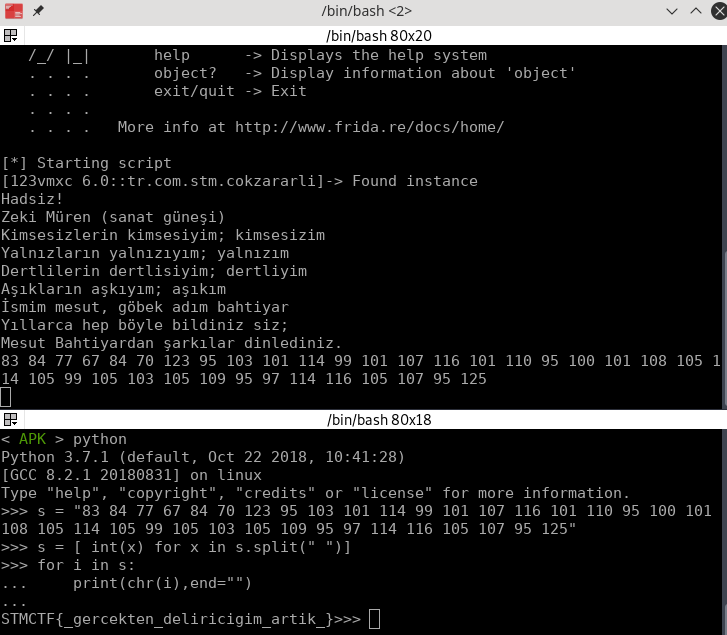 /bin/bash <2>
/bin/bash 80x20
/_/ |_|       help      -> Displays the help system
. . . .       object?   -> Display information about 'object'
. . . .       exit/quit -> Exit
. . . .
. . . .   More info at http://www.frida.re/docs/home/
[*] Starting script
[123vmxc 6.0::tr.com.stm.cokzararli]-> Found instance
Hadsiz!
Zeki Müren (sanat güneşi)
Kimsesizlerin kimsesiyim; kimsesizim
Yalnızların yalnızıyım; yalnızım
Dertlilerin dertlisiyim; dertliyim
Aşıkların aşkıyım; aşıkım
İsmim mesut, göbek adım bahtiyar
Yıllarca hep böyle bildiniz siz;
Mesut Bahtiyardan şarkılar dinlediniz.
83 84 77 67 84 70 123 95 103 101 114 99 101 107 116 101 110 95 100 101 108 105 1
14 105 99 105 103 105 109 95 97 114 116 105 107 95 125
/bin/bash 80x18
< APK > python
Python 3.7.1 (default, Oct 22 2018, 10:41:28)
[GCC 8.2.1 20180831] on linux
Type "help", "copyright", "credits" or "license" for more information.
>>> s = "83 84 77 67 84 70 123 95 103 101 114 99 101 107 116 101 110 95 100 101
108 105 114 105 99 105 103 105 109 95 97 114 116 105 107 95 125"
>>> s = [ int(x) for x in s.split(" ")]
>>> for i in s:
...     print(chr(i),end="")
...
STMCTF{_gercekten_deliricigim_artik_}>>>